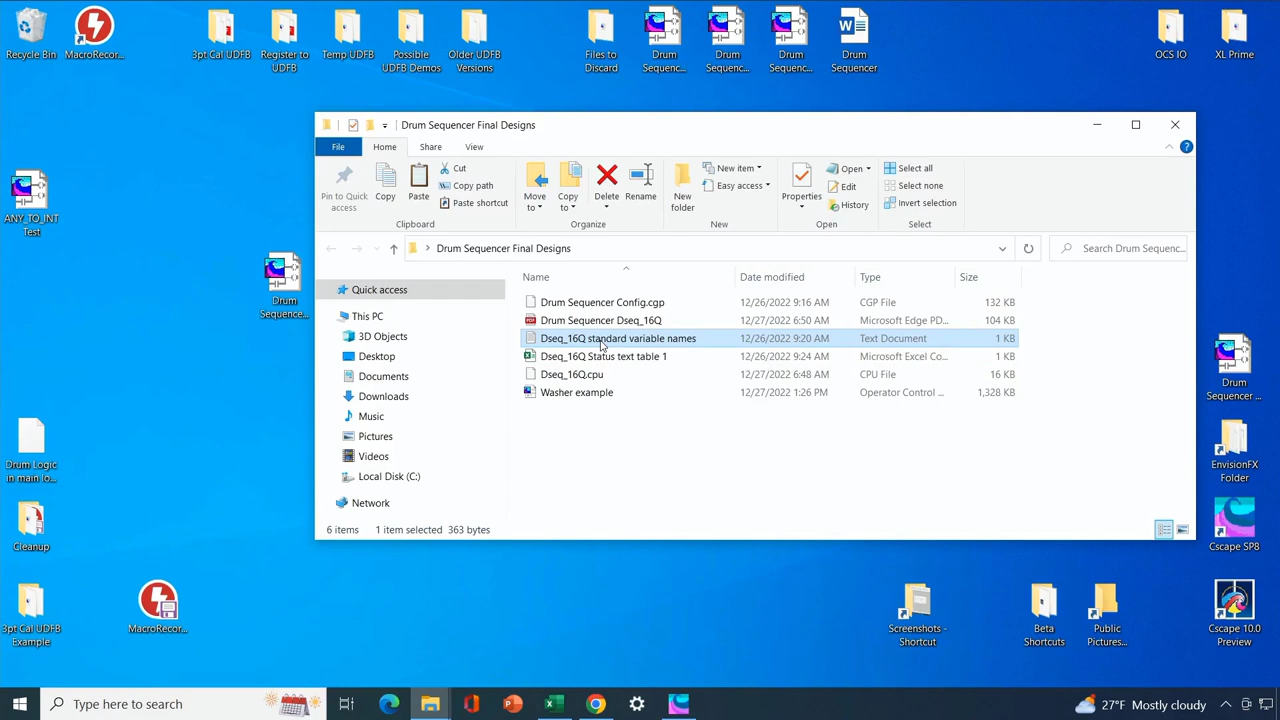 Recycle Bin
MacroRecor...
3pt Cal UDFB
Register to
UDFB
Temp UDFB
Possible
UDFB Demos
Older UDFB
Versions
Files to
Discard
Drum
Sequenc...
Drum
Sequenc...
Drum
Sequenc...
Drum
Sequencer
OCS IO
XL Prime
Drum Sequencer Final Designs
File
Home
Share
View
Pin to Quick
access
Copy
Paste
Cut
Copy path
Paste shortcut
Clipboard
Move
to
Copy
to
Delete
Rename
Organize
New
folder
New item
Easy access
New
Properties
Open
Edit
History
Open
Select all
Select none
Invert selection
Select
Drum Sequencer Final Designs
Search Drum Sequenc...
Name
Date modified
Type
Size
Quick access
This PC
3D Objects
Desktop
Documents
Downloads
Music
Pictures
Videos
Local Disk (C:)
Network
Drum Sequencer Config.cgp 12/26/2022 9:16 AM CGP File 132 KB
PDF
Drum Sequencer Dseq_16Q 12/27/2022 6:50 AM Microsoft Edge PD... 104 KB
Dseq_16Q standard variable names 12/26/2022 9:20 AM Text Document 1 KB
Dseq_16Q Status text table 1 12/26/2022 9:24 AM Microsoft Excel Co... 1 KB
Dseq_16Q.cpu 12/27/2022 6:48 AM CPU File 16 KB
Washer example 12/27/2022 1:26 PM Operator Control ... 1,328 KB
6 items 1 item selected 363 bytes
ANY_TO_INT
Test
Drum
Sequence...
Drum Logic
in main lo...
Cleanup
3pt Cal UDFB
Example
MacroRecor...
Drum
Sequencer ...
EnvisionFX
Folder
Cscape SP8
Screenshots -
Shortcut
Beta
Shortcuts
Public
Pictures...
Cscape 10.0
Preview
Type here to search
27°F Mostly cloudy